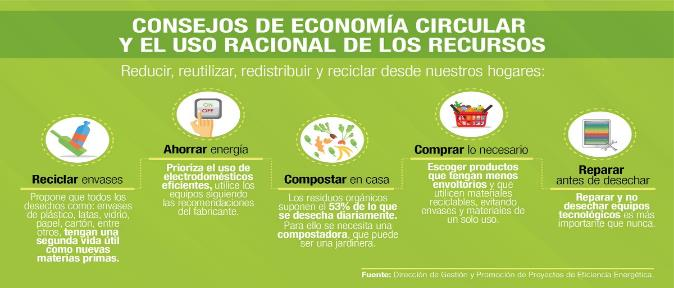 CONSEJOS DE ECONOMÍA CIRCULAR
Y EL USO RACIONAL DE LOS RECURSOS
Reducir, reutilizar, redistribuir y reciclar desde nuestros hogares:
Reciclar envases
Propone que todos los
desechos como: envases
de plástico, latas, vidrio,
papel, cartón, entre
otros, tengan una
segunda vida útil
como nuevas
materias primas.
ON
OFF
Ahorrar energía
Prioriza el uso de
electrodomésticos
eficientes, utilice los
equipos siguiendo
las recomendaciones
del fabricante.
Compostar en casa
Los residuos orgánicos
suponen el 53% de lo que
se desecha diariamente.
Para ello se necesita una
compostadora, que puede
ser una jardinera.
Comprar lo necesario
Escoger productos
que tengan menos
envoltorios y que
utilicen materiales
reciclables, evitando
envases y materiales de
un solo uso.
Reparar
antes de desechar
Reparar y no
desechar equipos
tecnológicos es más
importante que nunca.
Fuente: Dirección de Gestión y Promoción de Proyectos de Eficiencia Energética.